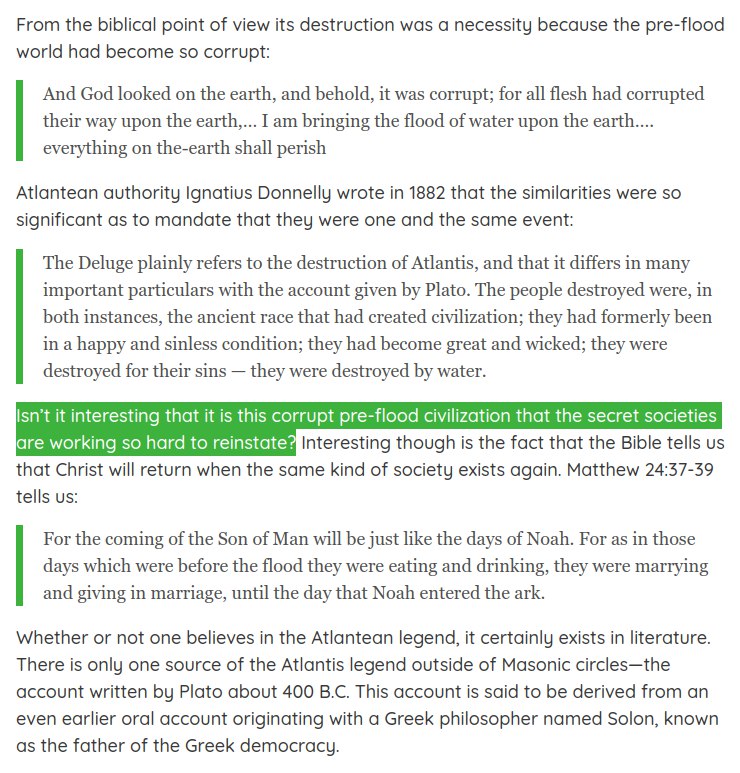 From the biblical point of view its destruction was a necessity because the pre-flood
world had become so corrupt:
And God looked on the earth, and behold, it was corrupt; for all flesh had corrupted
their way upon the earth,... I am bringing the flood of water upon the earth....
everything on the-earth shall perish
Atlantean authority Ignatius Donnelly wrote in 1882 that the similarities were so
significant as to mandate that they were one and the same event:
The Deluge plainly refers to the destruction of Atlantis, and that it differs in many
important particulars with the account given by Plato. The people destroyed were, in
both instances, the ancient race that had created civilization; they had formerly been
in a happy and sinless condition; they had become great and wicked; they were
destroyed for their sins — they were destroyed by water.
Isn't it interesting that it is this corrupt pre-flood civilization that the secret societies
are working so hard to reinstate? Interesting though is the fact that the Bible tells us
that Christ will return when the same kind of society exists again. Matthew 24:37-39
tells us:
For the coming of the Son of Man will be just like the days of Noah. For as in those
days which were before the flood they were eating and drinking, they were marrying
and giving in marriage, until the day that Noah entered the ark.
Whether or not one believes in the Atlantean legend, it certainly exists in literature.
There is only one source of the Atlantis legend outside of Masonic circles—the
account written by Plato about 400 B.C. This account is said to be derived from an
even earlier oral account originating with a Greek philosopher named Solon, known
as the father of the Greek democracy.